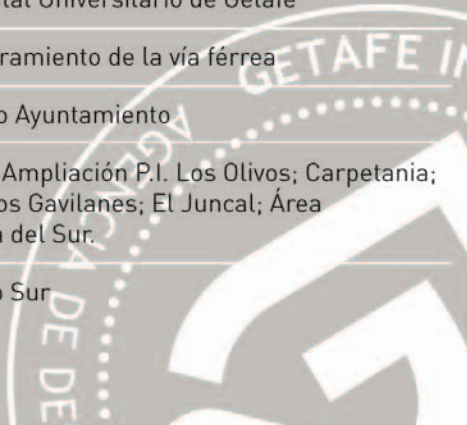 Universitario de Getafe
ramiento de la vía férrea
GETAFE IN
o Ayuntamiento
AGENCIA DE DE
Ampliación P.I. Los Olivos; Carpetania;
os Gavilanes; El Juncal; Área
del Sur.
o Sur